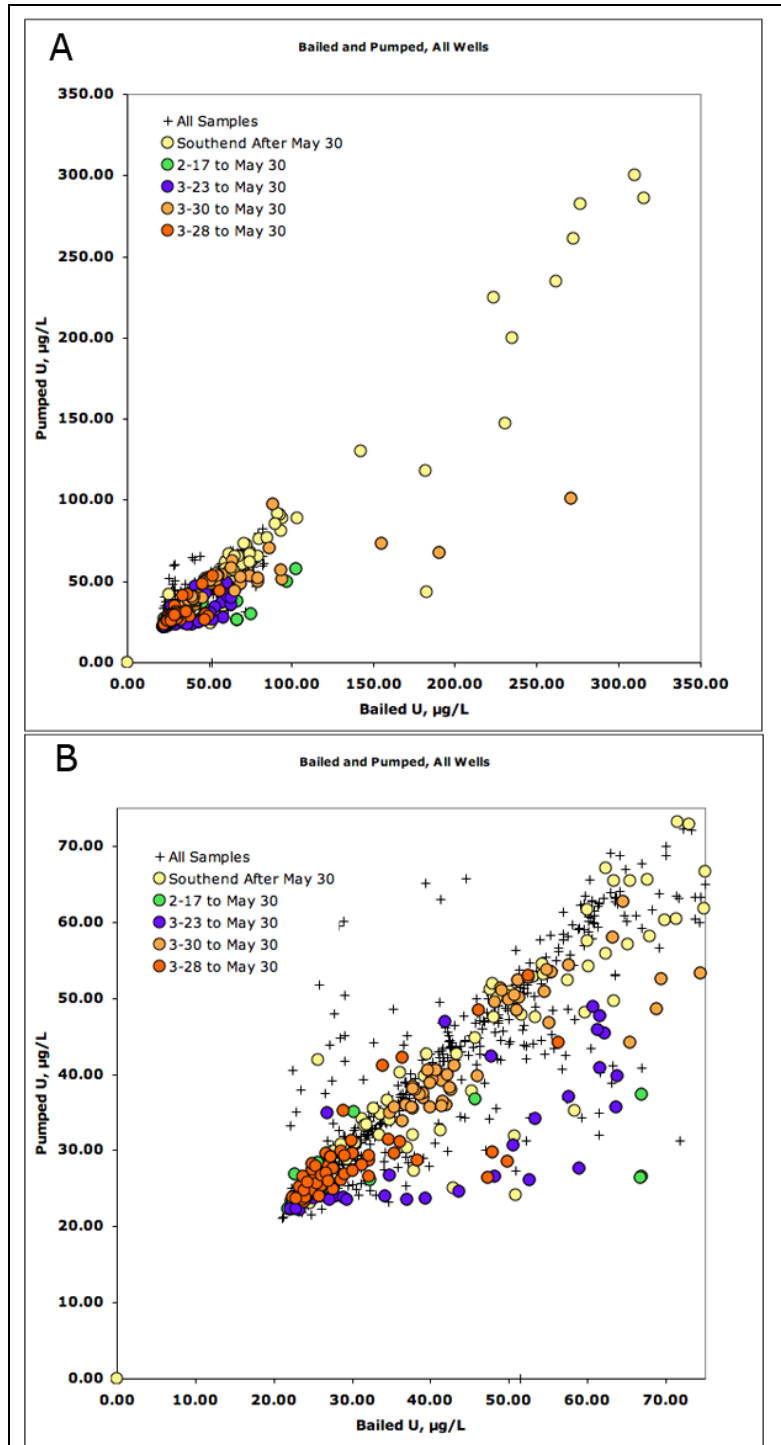 A
Bailed and Pumped, All Wells
350.00
300.00
250.00
200.00
150.00
100.00
50.00
0.00
Pumped U, µg/L
+ All Samples
Southend After May 30
2-17 to May 30
3-23 to May 30
3-30 to May 30
3-28 to May 30
0.00 50.00 100.00 150.00 200.00 250.00 300.00 350.00
Bailed U, µg/L
B
Bailed and Pumped, All Wells
70.00
60.00
50.00
40.00
30.00
20.00
10.00
0.00
Pumped U, µg/L
+ All Samples
Southend After May 30
2-17 to May 30
3-23 to May 30
3-30 to May 30
3-28 to May 30
0.00 10.00 20.00 30.00 40.00 50.00 60.00 70.00
Bailed U, µg/L